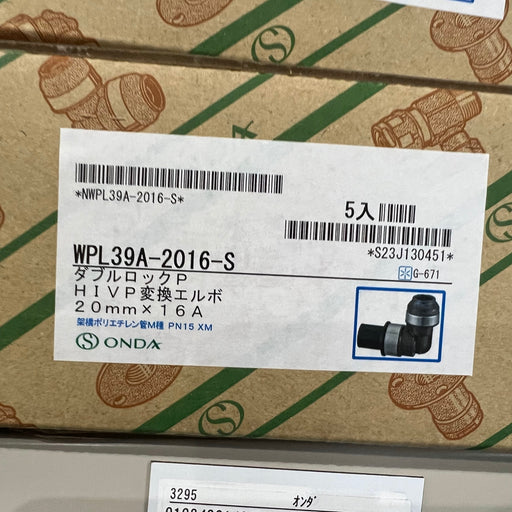 *NWPL39A-2016-S*
5入
*S23J130451*
WPL39A-2016-S
G-671
ダブルロックP
HIVP変換エルボ
20mm×16A
架橋ポリエチレン管M種 PN15 XM
S ONDA
3295 オンダ